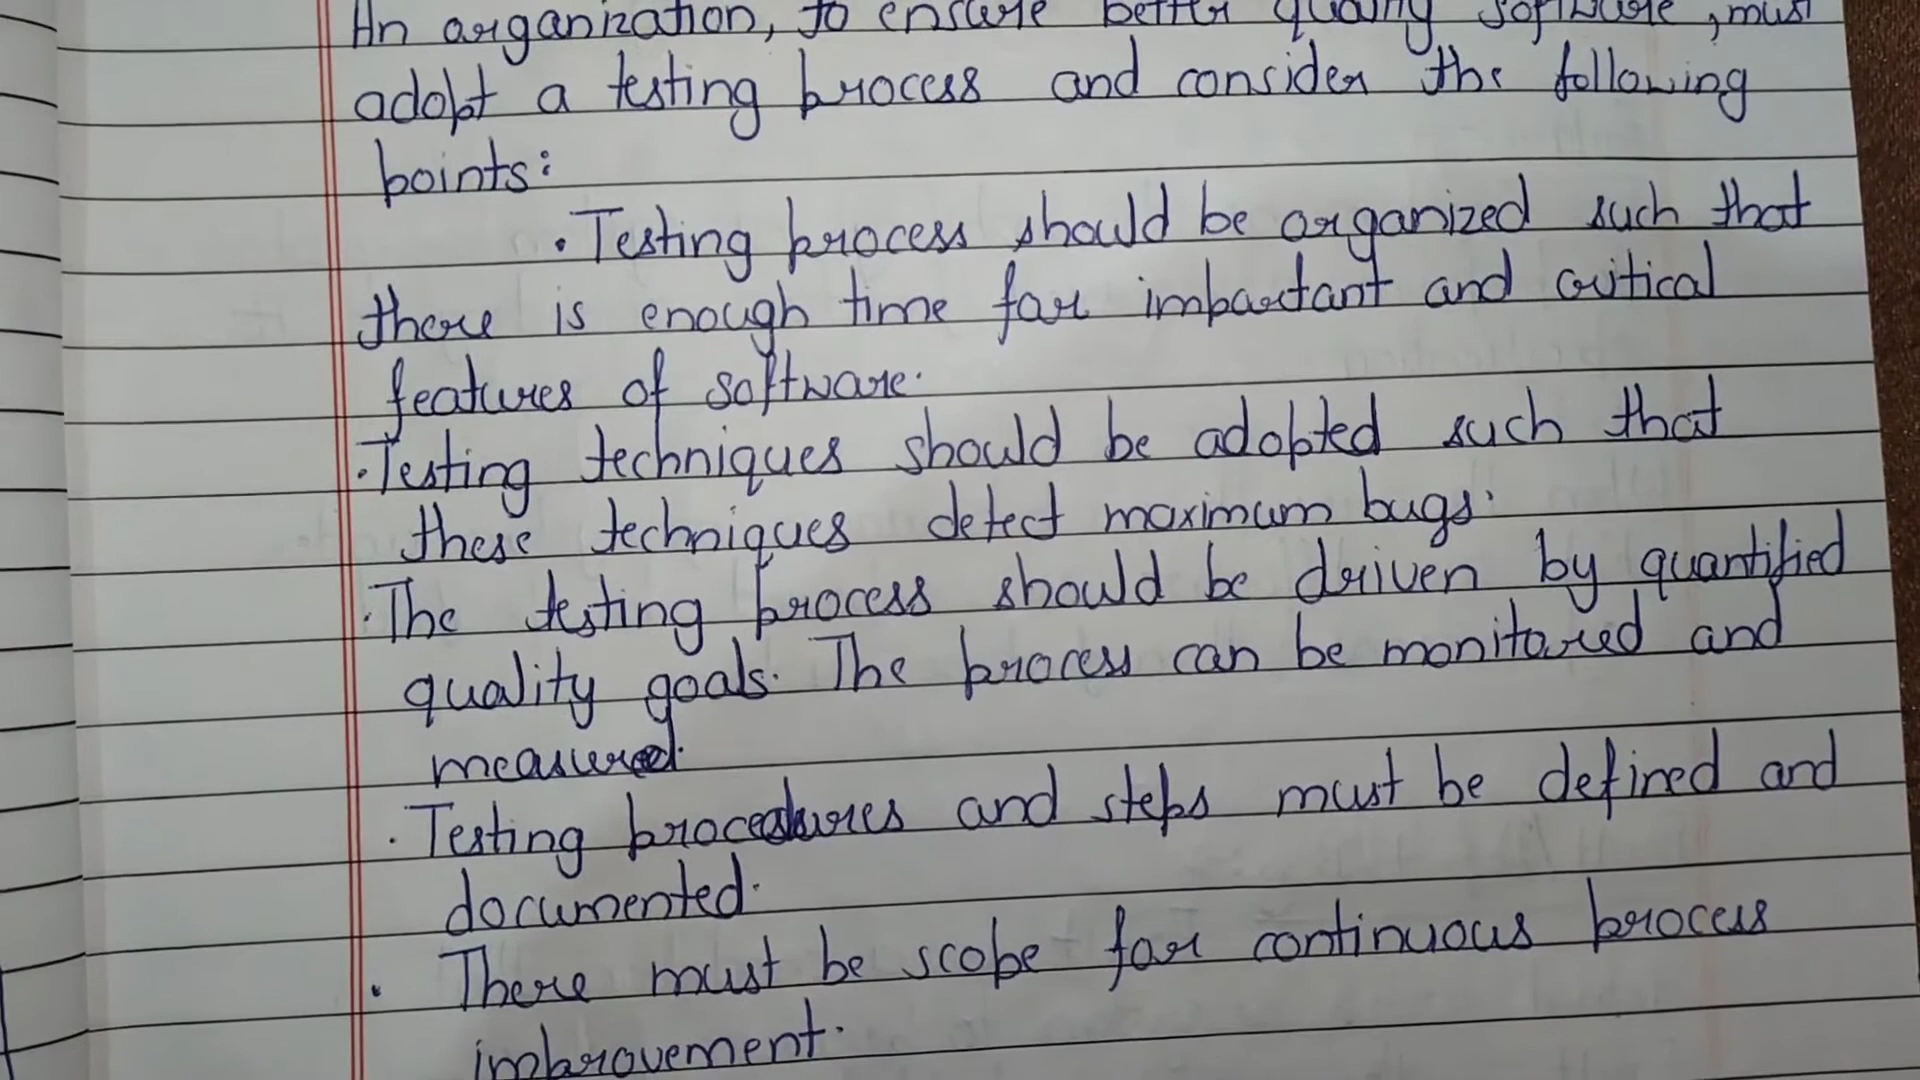 An organization, to ensure better quality software, must
adopt a testing process and consider the following
points:
• Testing process should be organized such that
there is enough time for important and critical
features of software.
• Testing techniques should be adopted such that
these techniques detect maximum bugs.
• The testing process should be driven by quantified
quality goals. The process can be monitored and
measured.
• Testing procedures and steps must be defined and
documented.
• There must be scope for continuous process
improvement.